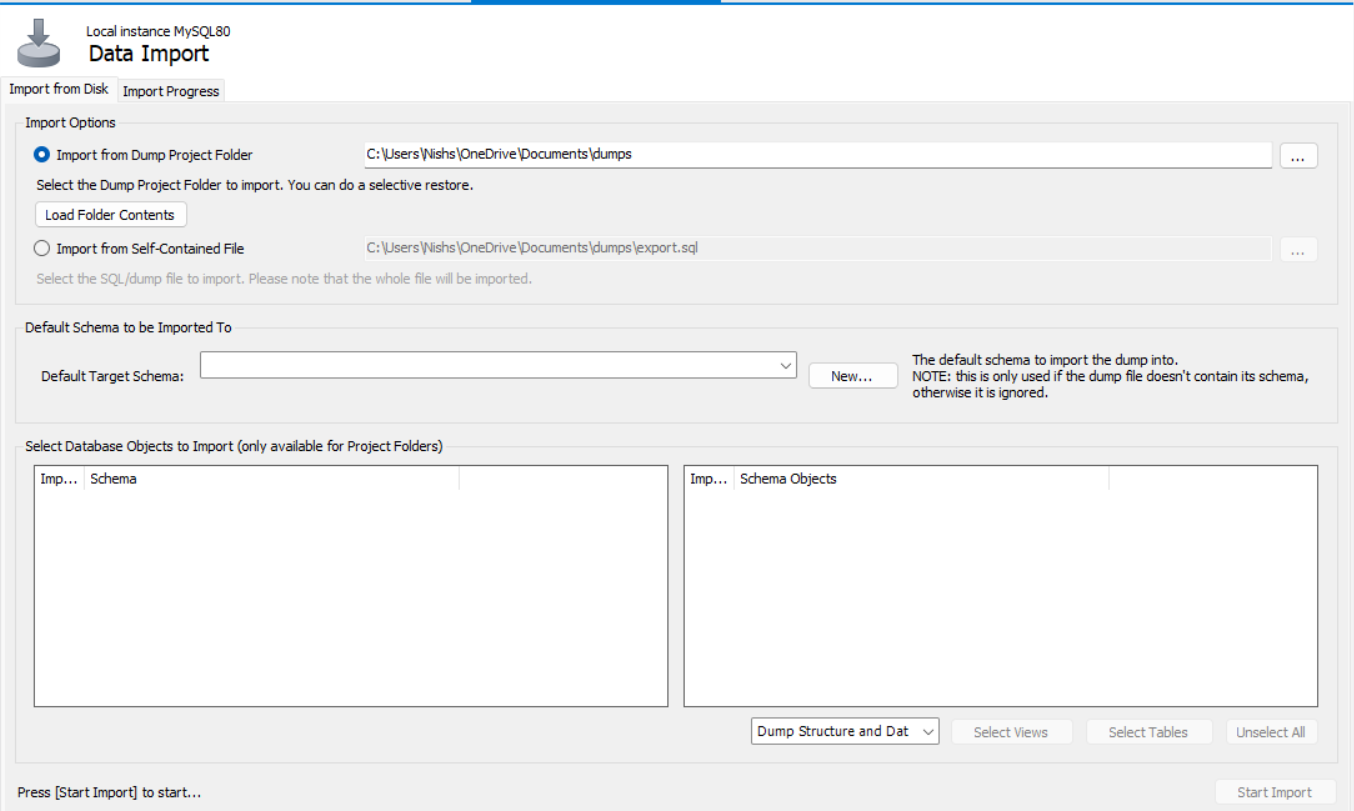 Local instance MySQL80
Data Import
Import from Disk Import Progress
Import Options
Import from Dump Project Folder C:\Users\Nishs\OneDrive\Documents\dumps ...
Select the Dump Project Folder to import. You can do a selective restore.
Load Folder Contents
Import from Self-Contained File C:\Users\Nishs\OneDrive\Documents\dumps\export.sql ...
Select the SQL/dump file to import. Please note that the whole file will be imported.
Default Schema to be Imported To
Default Target Schema: New...
The default schema to import the dump into.
NOTE: this is only used if the dump file doesn't contain its schema,
otherwise it is ignored.
Select Database Objects to Import (only available for Project Folders)
Imp... Schema Imp... Schema Objects
Dump Structure and Dat Select Views Select Tables Unselect All
Press [Start Import] to start... Start Import